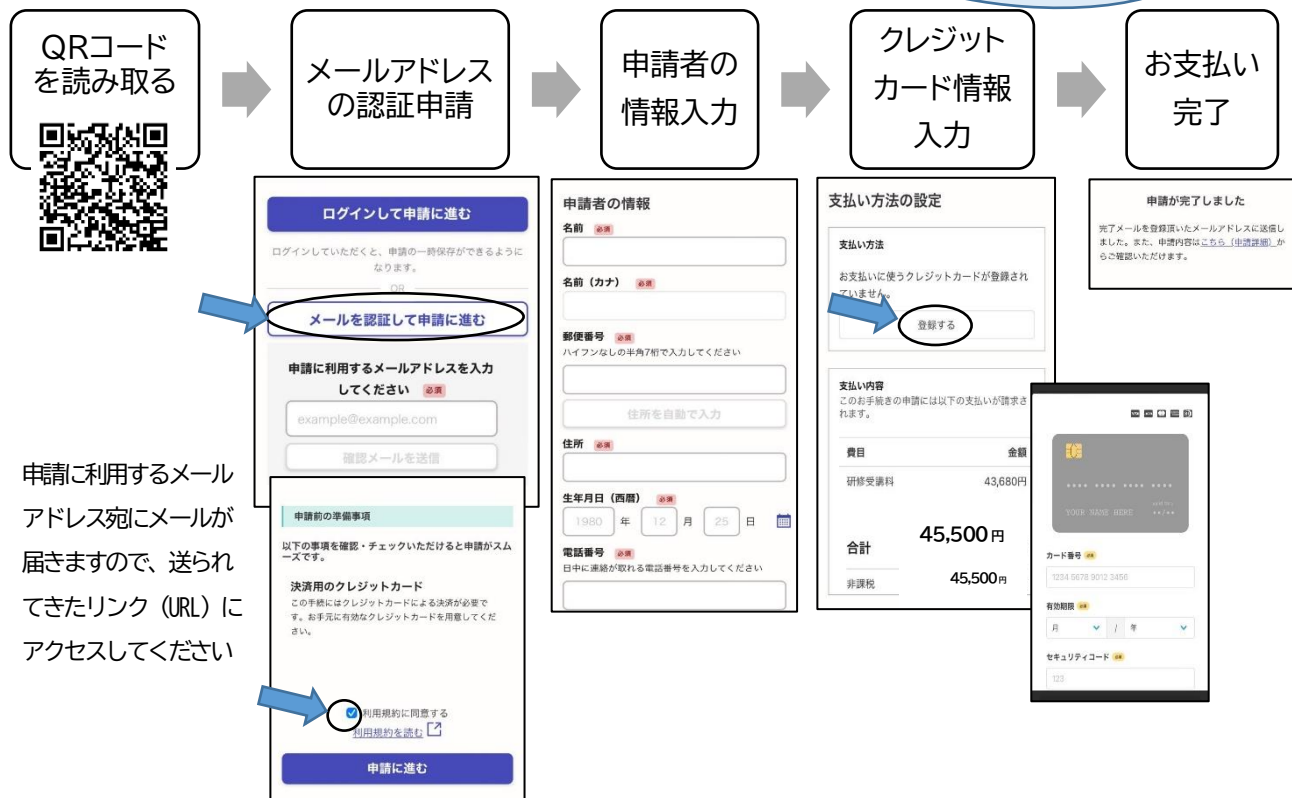 QRコード
を読み取る
メールアドレス
の認証申請
申請者の
情報入力
クレジット
カード情報
入力
お支払い
完了
ログインして申請に進む
ログインしていただくと、申請の一時保存ができるように
なります。
OR
メールを認証して申請に進む
申請に利用するメールアドレスを入力
してください 必須
example@example.com
確認メールを送信
申請に利用するメール
アドレス宛にメールが
届きますので、送られ
てきたリンク（URL）に
アクセスしてください
申請前の準備事項
以下の事項を確認・チェックいただけると申請がスム
ーズです。
決済用のクレジットカード
この手続にはクレジットカードによる決済が必要で
す。お手元に有効なクレジットカードを用意してくだ
さい。
利用規約に同意する
利用規約を読む
申請に進む
申請者の情報
名前 必須
名前（カナ） 必須
郵便番号 必須
ハイフンなしの半角7桁で入力してください
住所を自動で入力
住所 必須
生年月日（西暦） 必須
1980 年 12 月 25 日
電話番号 必須
日中に連絡が取れる電話番号を入力してください
支払い方法の設定
支払い方法
お支払いに使うクレジットカードが登録され
ていません。
登録する
支払い内容
このお手続きの申請には以下の支払いが請求さ
れます。
費目 金額
研修受講料 43,680円
合計 45,500円
非課税 45,500円
申請が完了しました
完了メールを登録頂いたメールアドレスに送信し
ました。また、申請内容はこちら（申請詳細）か
らご確認いただけます。
YOUR NAME HERE
カード番号 必須
1234 5678 9012 3456
有効期限 必須
月 / 年
セキュリティコード 必須
123